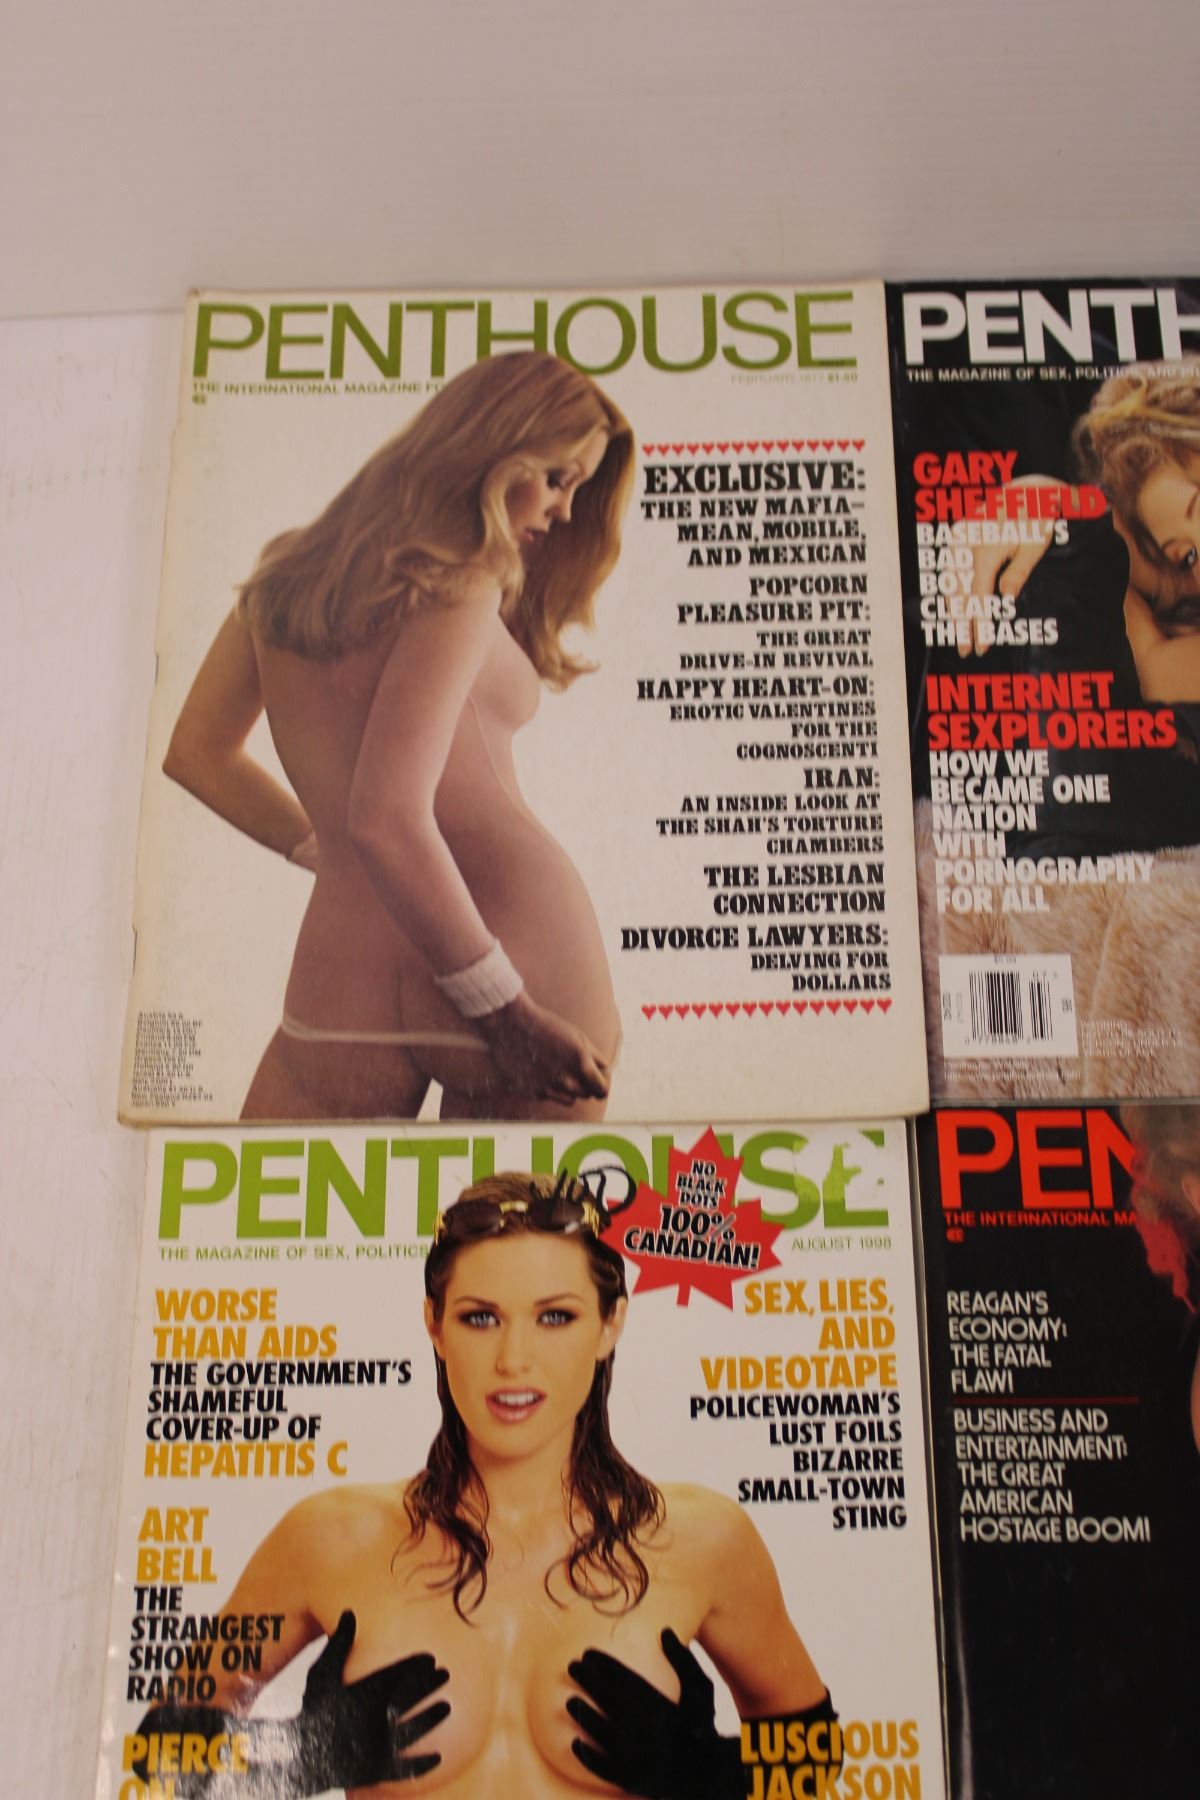 PENTHOUSE
THE INTERNATIONAL MAGAZINE FO
FEBRUARY 1977 $1.50
EXCLUSIVE:
THE NEW MAFIA–
MEAN, MOBILE,
AND MEXICAN
POPCORN
PLEASURE PIT:
THE GREAT
DRIVE-IN REVIVAL
HAPPY HEART-ON:
EROTIC VALENTINES
FOR THE
COGNOSCENTI
IRAN:
AN INSIDE LOOK AT
THE SHAH'S TORTURE
CHAMBERS
THE LESBIAN
CONNECTION
DIVORCE LAWYERS:
DELVING FOR
DOLLARS
PENTH
THE MAGAZINE OF SEX, POLITICS, AND PR
GARY
SHEFFIELD
BASEBALL'S
BAD
BOY
CLEARS
THE BASES
INTERNET
SEXPLORERS
HOW WE
BECAME ONE
NATION
WITH
PORNOGRAPHY
FOR ALL
PENTHOUSE
THE MAGAZINE OF SEX, POLITICS
AUGUST 1998
NO
BLACK
DOTS
100%
CANADIAN!
WORSE
THAN AIDS
THE GOVERNMENT'S
SHAMEFUL
COVER-UP OF
HEPATITIS C
ART
BELL
THE
STRANGEST
SHOW ON
RADIO
PIERCE
ON
SEX, LIES,
AND
VIDEOTAPE
POLICEWOMAN'S
LUST FOILS
BIZARRE
SMALL-TOWN
STING
LUSCIOUS
JACKSON
PEN
THE INTERNATIONAL MA
REAGAN'S
ECONOMY:
THE FATAL
FLAW!
BUSINESS AND
ENTERTAINMENT:
THE GREAT
AMERICAN
HOSTAGE BOOM!